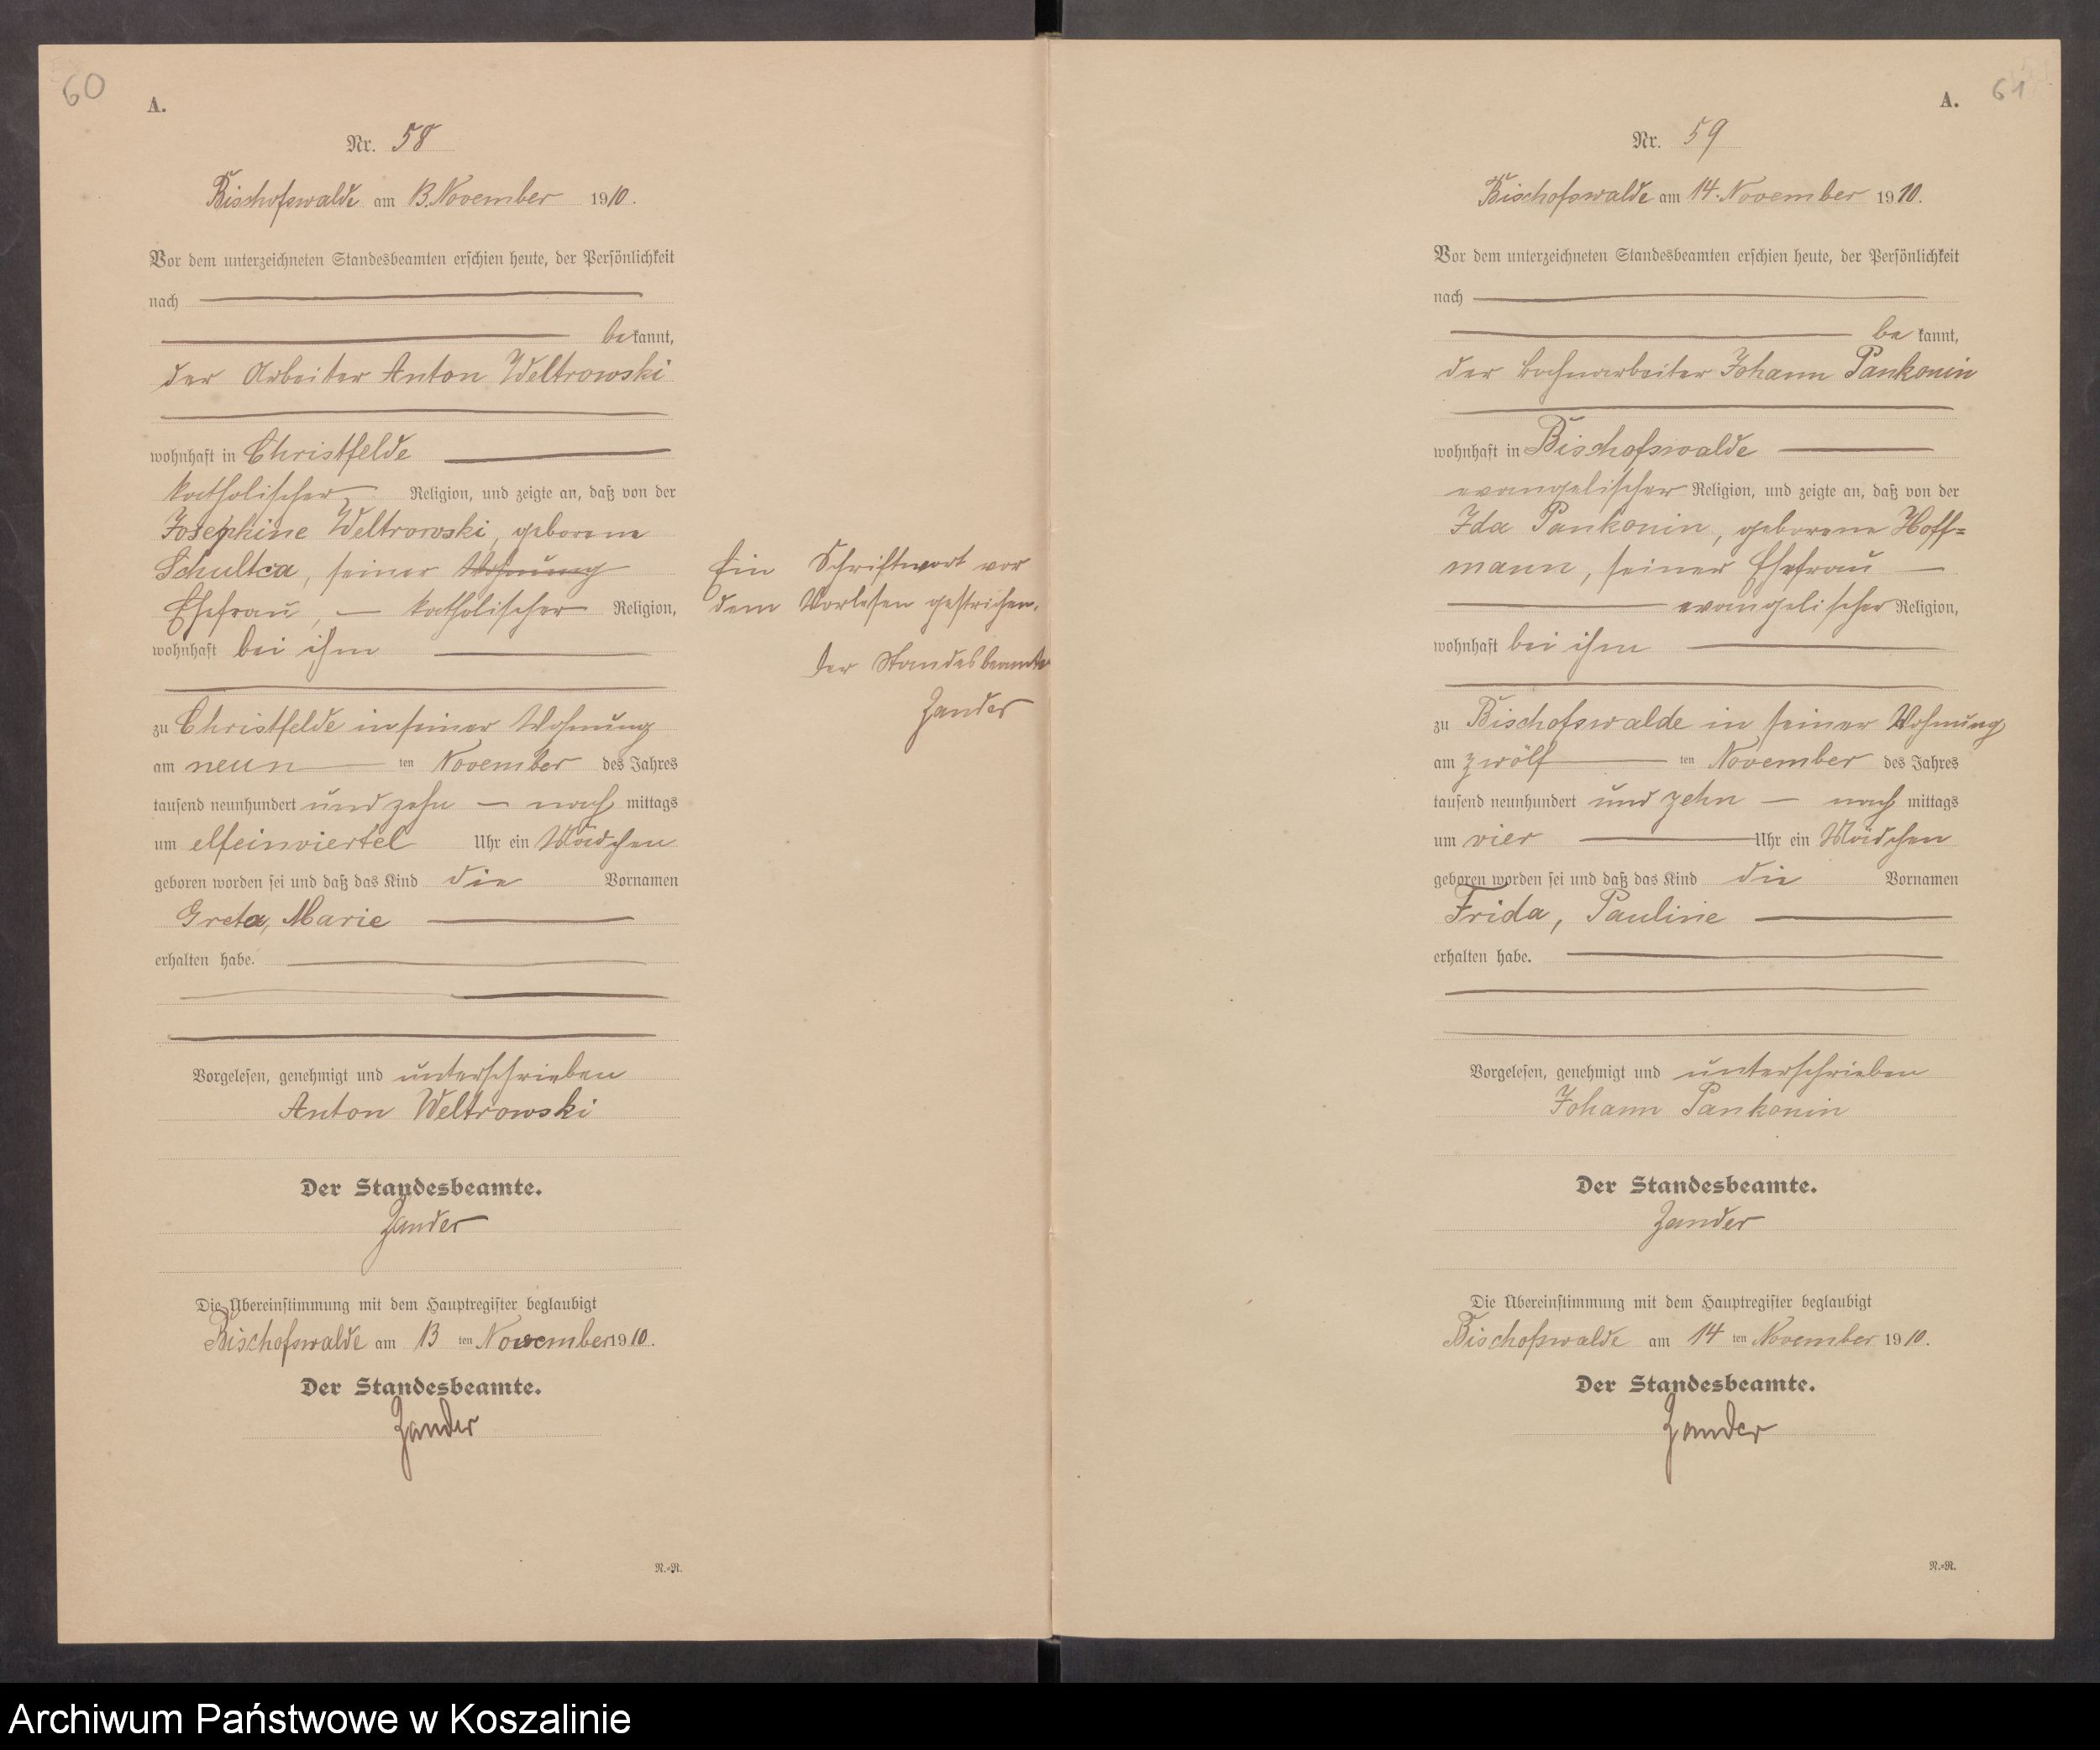 60
A.
Nr. 58
Bischofswalde am 13. November 1910.
Vor dem unterzeichneten Standesbeamten erschien heute, der Persönlichkeit
nach
bekannt,
der Arbeiter Anton Weltrowski
wohnhaft in Christfelde
katholischer Religion, und zeigte an, daß von der
Josephine Weltrowski, geborene
Schultca, seiner Wohnung
Ehefrau, katholischer Religion,
wohnhaft bei ihm
zu Christfelde in seiner Wohnung
am neun ten November des Jahres
tausend neunhundert und zehn nach mittags
um elfeinviertel Uhr ein Mädchen
geboren worden sei und daß das Kind die Vornamen
Greta, Marie
erhalten habe.
Vorgelesen, genehmigt und unterschrieben
Anton Weltrowski
Der Standesbeamte.
Zander
Die Übereinstimmung mit dem Hauptregister beglaubigt
Bischofswalde am 13 ten November 1910.
Der Standesbeamte.
Zander
N.=R.
Ein Schriftwort vor
dem Vorlesen gestrichen.
Der Standesbeamte
Zander
61
A.
Nr. 59
Bischofswalde am 14. November 1910.
Vor dem unterzeichneten Standesbeamten erschien heute, der Persönlichkeit
nach
be kannt,
der Bahnarbeiter Johann Pankonin
wohnhaft in Bischofswalde
evangelischer Religion, und zeigte an, daß von der
Ida Pankonin, geborene Hoff=
mann, seiner Ehefrau
evangelischer Religion,
wohnhaft bei ihm
zu Bischofswalde in seiner Wohnung
am zwölf ten November des Jahres
tausend neunhundert und zehn nach mittags
um vier Uhr ein Mädchen
geboren worden sei und daß das Kind die Vornamen
Frida, Pauline
erhalten habe.
Vorgelesen, genehmigt und unterschrieben
Johann Pankonin
Der Standesbeamte.
Zander
Die Übereinstimmung mit dem Hauptregister beglaubigt
Bischofswalde am 14 ten November 1910.
Der Standesbeamte.
Zander
N.=R.
Archiwum Państwowe w Koszalinie